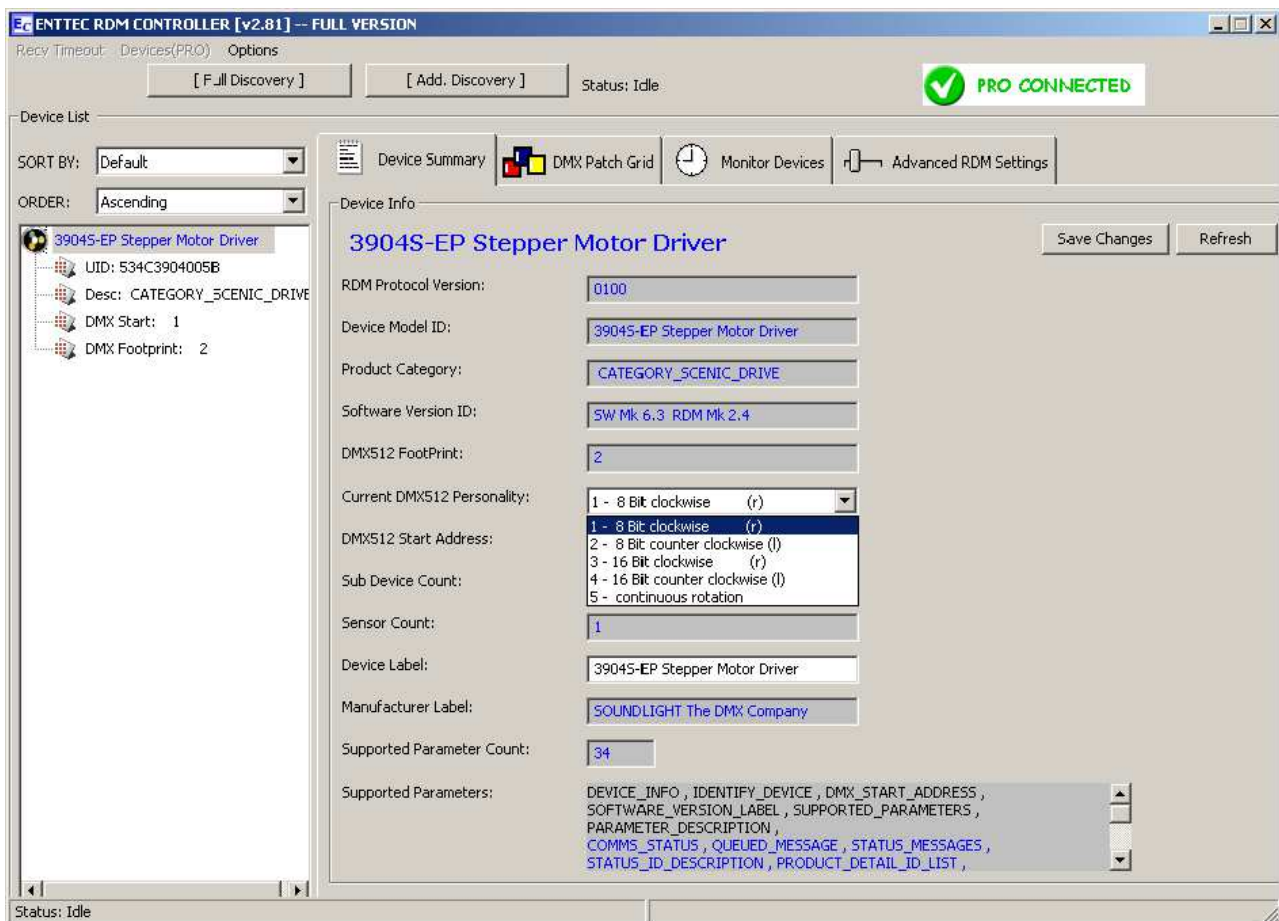 EC ENTTEC RDM CONTROLLER [v2.81] -- FULL VERSION
Recv Timeout Devices(PRO) Options
[ Full Discovery ] [ Add. Discovery ] Status: Idle PRO CONNECTED
Device List
SORT BY: Default
ORDER: Ascending
3904S-EP Stepper Motor Driver
UID: 534C3904005B
Desc: CATEGORY_SCENIC_DRIVE
DMX Start: 1
DMX Footprint: 2
Device Summary DMX Patch Grid Monitor Devices Advanced RDM Settings
Device Info
3904S-EP Stepper Motor Driver Save Changes Refresh
RDM Protocol Version: 0100
Device Model ID: 3904S-EP Stepper Motor Driver
Product Category: CATEGORY_SCENIC_DRIVE
Software Version ID: SW Mk 6.3 RDM Mk 2.4
DMX512 FootPrint: 2
Current DMX512 Personality: 1 - 8 Bit clockwise (r)
1 - 8 Bit clockwise (r)
2 - 8 Bit counter clockwise (l)
3 - 16 Bit clockwise (r)
4 - 16 Bit counter clockwise (l)
5 - continuous rotation
DMX512 Start Address:
Sub Device Count:
Sensor Count: 1
Device Label: 3904S-EP Stepper Motor Driver
Manufacturer Label: SOUNDLIGHT The DMX Company
Supported Parameter Count: 34
Supported Parameters: DEVICE_INFO , IDENTIFY_DEVICE , DMX_START_ADDRESS ,
SOFTWARE_VERSION_LABEL , SUPPORTED_PARAMETERS ,
PARAMETER_DESCRIPTION ,
COMMS_STATUS , QUEUED_MESSAGE , STATUS_MESSAGES ,
STATUS_ID_DESCRIPTION , PRODUCT_DETAIL_ID_LIST ,
Status: Idle